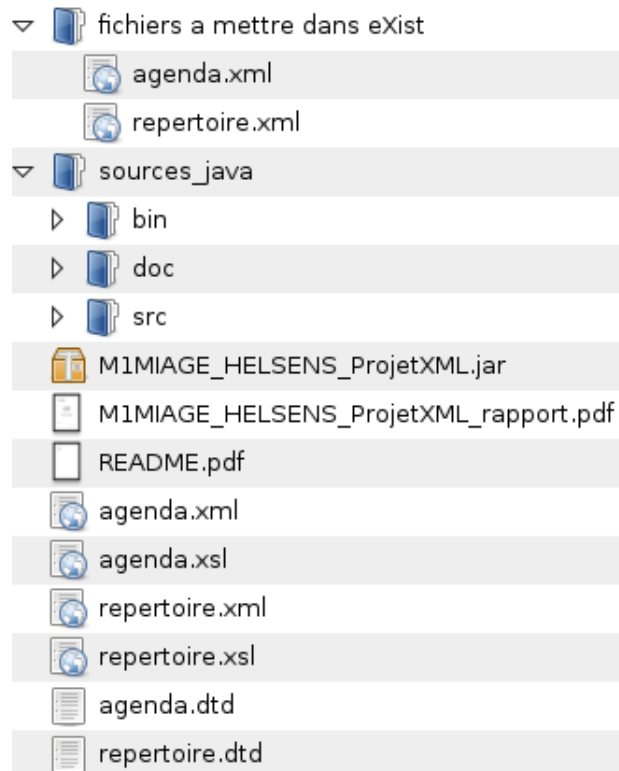 fichiers a mettre dans eXist
agenda.xml
repertoire.xml
sources_java
bin
doc
src
M1MIAGE_HELSENS_ProjetXML.jar
M1MIAGE_HELSENS_ProjetXML_rapport.pdf
README.pdf
agenda.xml
agenda.xsl
repertoire.xml
repertoire.xsl
agenda.dtd
repertoire.dtd